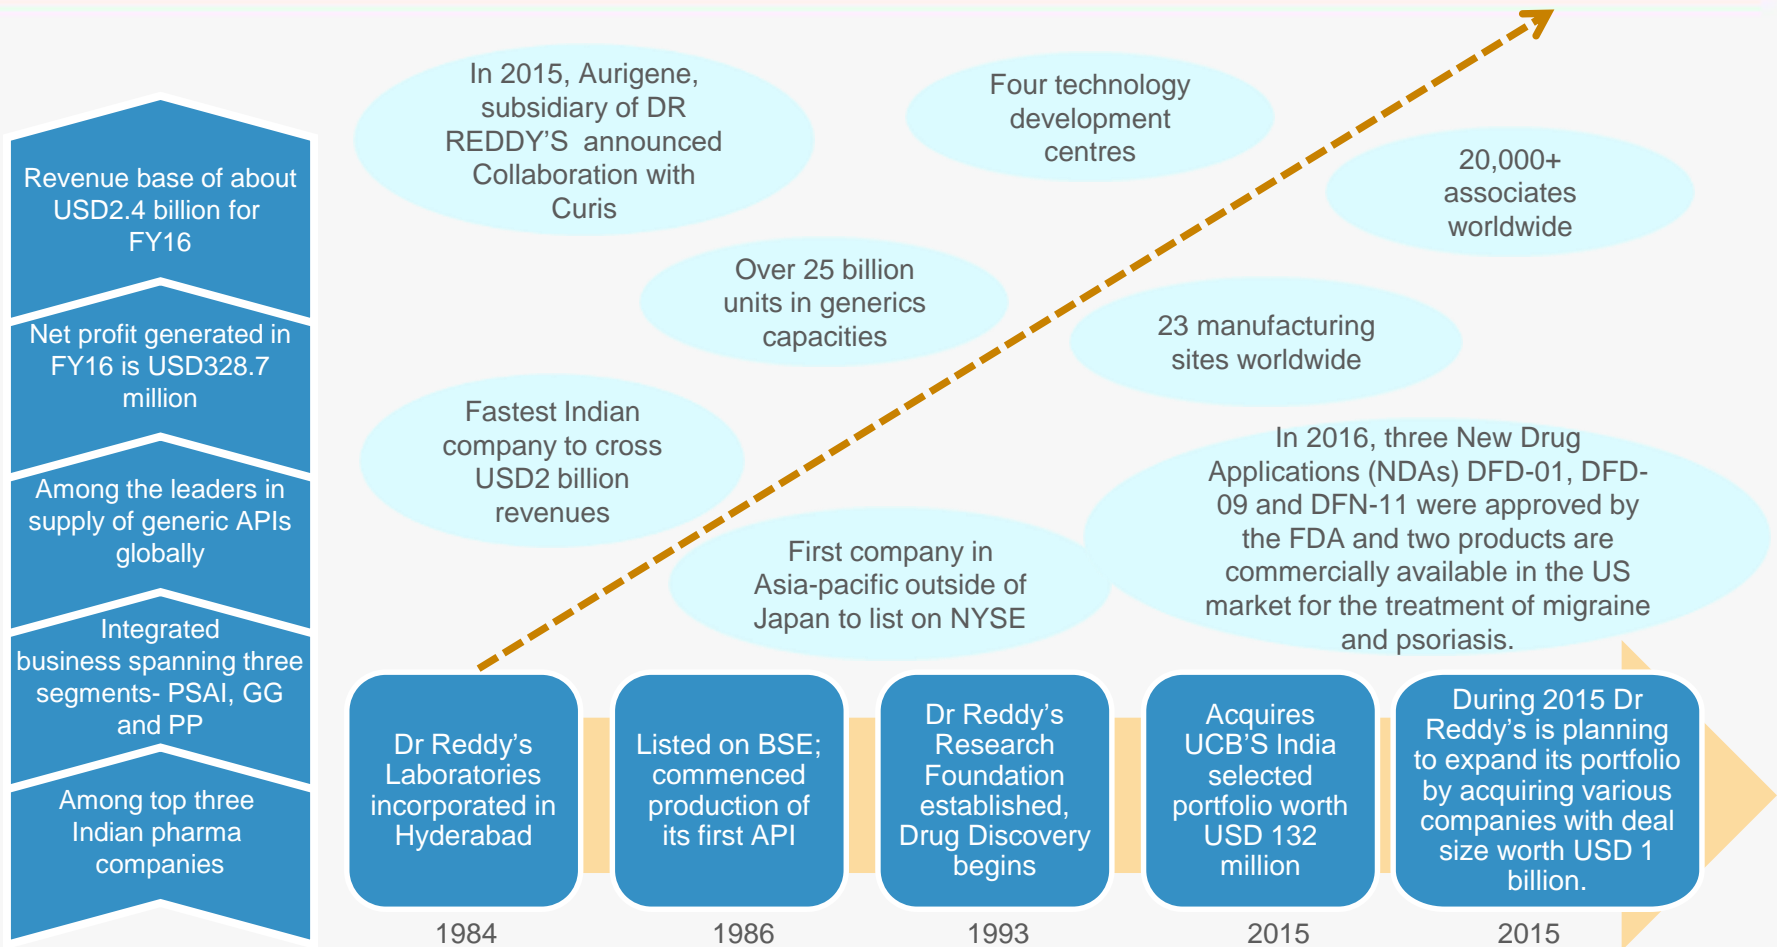 Revenue base of about
USD2.4 billion for
FY16
Net profit generated in
FY16 is USD328.7
million
Among the leaders in
supply of generic APIs
globally
Integrated
business spanning three
segments- PSAI, GG
and PP
Among top three
Indian pharma
companies
In 2015, Aurigene,
subsidiary of DR
REDDY'S announced
Collaboration with
Curis
Four technology
development
centres
20,000+
associates
worldwide
Over 25 billion
units in generics
capacities
23 manufacturing
sites worldwide
Fastest Indian
company to cross
USD2 billion
revenues
In 2016, three New Drug
Applications (NDAs) DFD-01, DFD-
09 and DFN-11 were approved by
the FDA and two products are
commercially available in the US
market for the treatment of migraine
and psoriasis.
First company in
Asia-pacific outside of
Japan to list on NYSE
Dr Reddy's
Laboratories
incorporated in
Hyderabad
Listed on BSE;
commenced
production of
its first API
Dr Reddy's
Research
Foundation
established,
Drug Discovery
begins
Acquires
UCB'S India
selected
portfolio worth
USD 132
million
During 2015 Dr
Reddy's is planning
to expand its portfolio
by acquiring various
companies with deal
size worth USD 1
billion.
1984
1986
1993
2015
2015